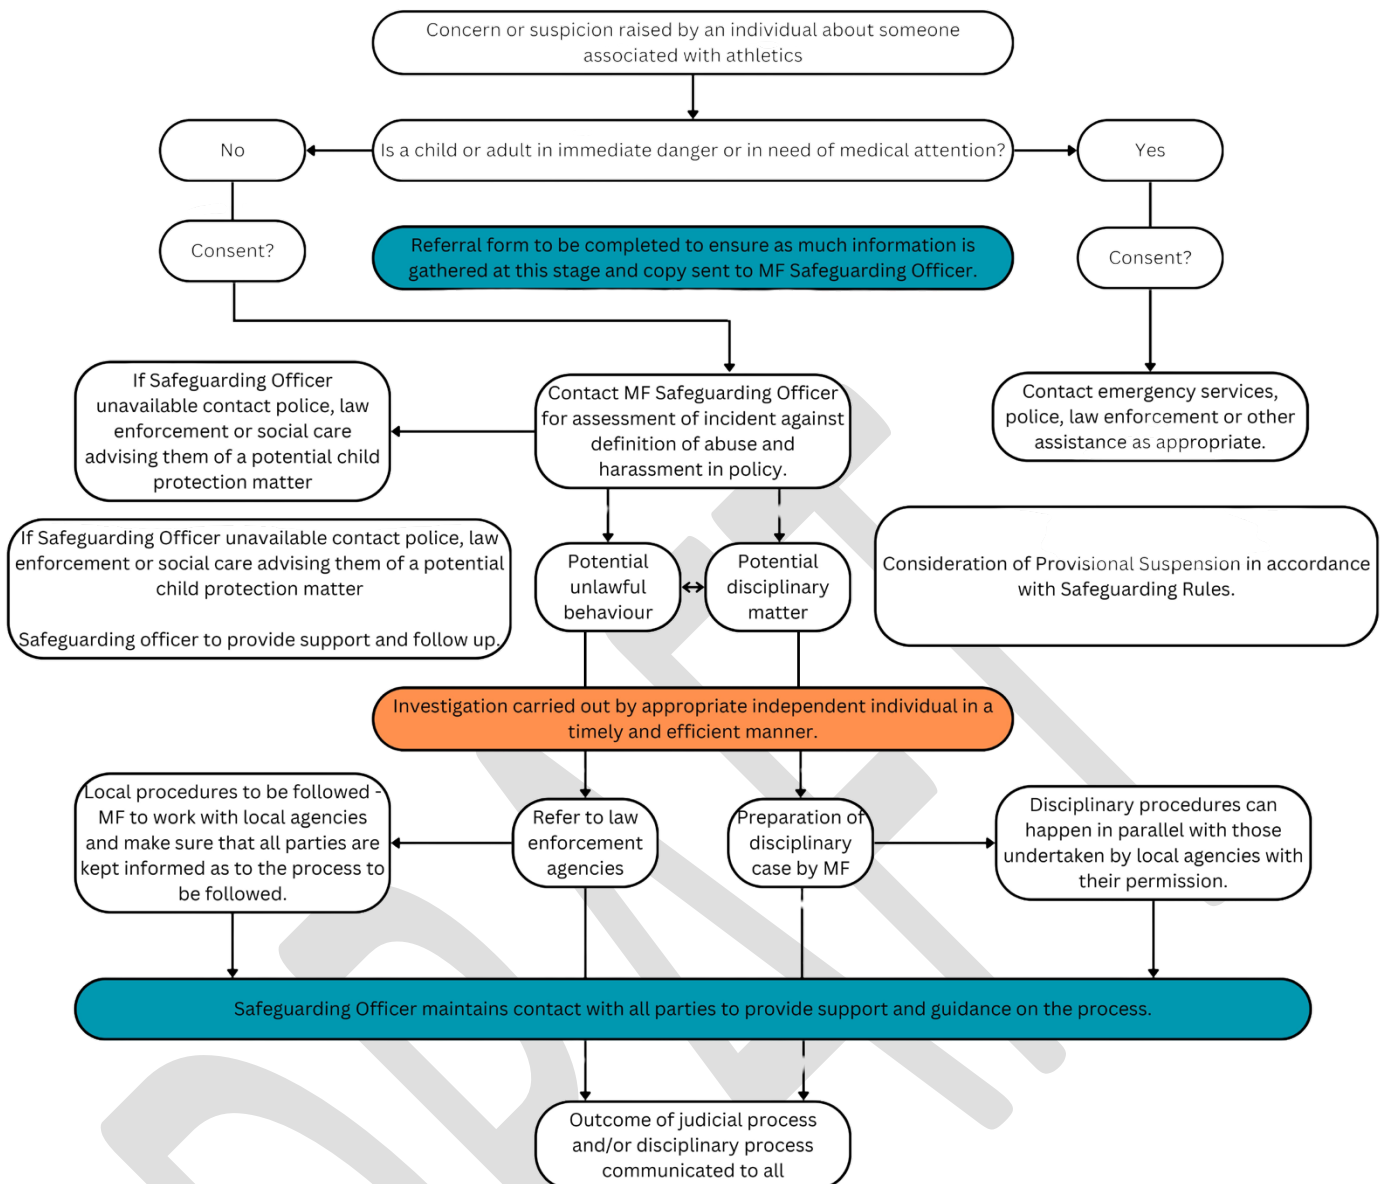 Concern or suspicion raised by an individual about someone
associated with athletics
No
Is a child or adult in immediate danger or in need of medical attention?
Yes
Consent?
Referral form to be completed to ensure as much information is
gathered at this stage and copy sent to MF Safeguarding Officer.
Consent?
If Safeguarding Officer
unavailable contact police, law
enforcement or social care
advising them of a potential child
protection matter
Contact MF Safeguarding Officer
for assessment of incident against
definition of abuse and
harassment in policy.
Contact emergency services,
police, law enforcement or other
assistance as appropriate.
If Safeguarding Officer unavailable contact police, law
enforcement or social care advising them of a potential
child protection matter
Safeguarding officer to provide support and follow up.
Potential
unlawful
behaviour
Potential
disciplinary
matter
Consideration of Provisional Suspension in accordance
with Safeguarding Rules.
Investigation carried out by appropriate independent individual in a
timely and efficient manner.
Local procedures to be followed -
MF to work with local agencies
and make sure that all parties are
kept informed as to the process to
be followed.
Refer to law
enforcement
agencies
Preparation of
disciplinary
case by MF
Disciplinary procedures can
happen in parallel with those
undertaken by local agencies with
their permission.
Safeguarding Officer maintains contact with all parties to provide support and guidance on the process.
Outcome of judicial process
and/or disciplinary process
communicated to all
DRAFT